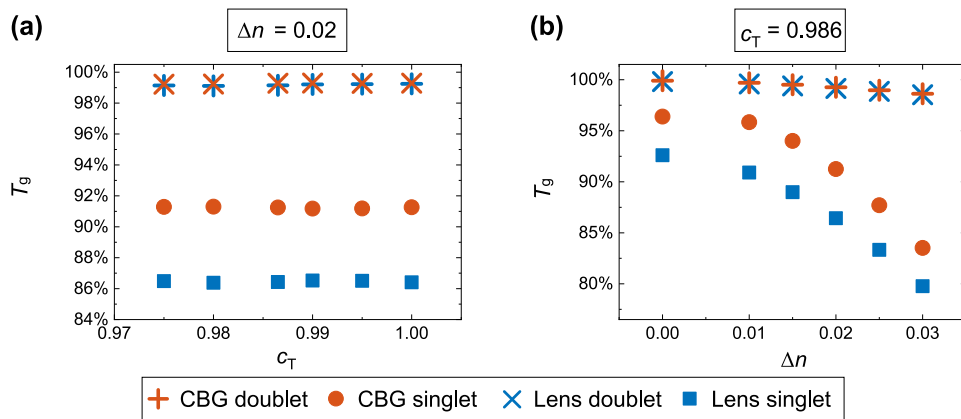 (a)
Δn = 0.02
100%
98%
96%
94%
92%
90%
88%
86%
84%
Tg
0.97
0.98
0.99
1.00
cT
(b)
cT = 0.986
100%
95%
90%
85%
80%
Tg
0.00
0.01
0.02
0.03
Δn
CBG doublet
CBG singlet
Lens doublet
Lens singlet